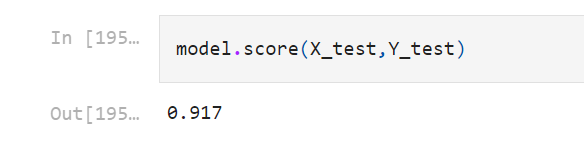 In [195…
model.score(X_test,Y_test)
Out[195…
0.917